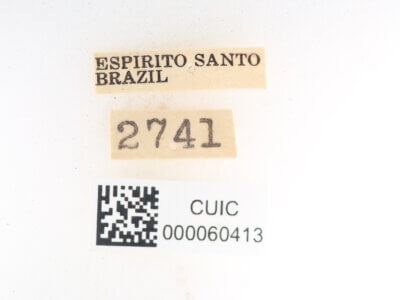 ESPIRITO SANTO
BRAZIL
2741
CUIC
000060413